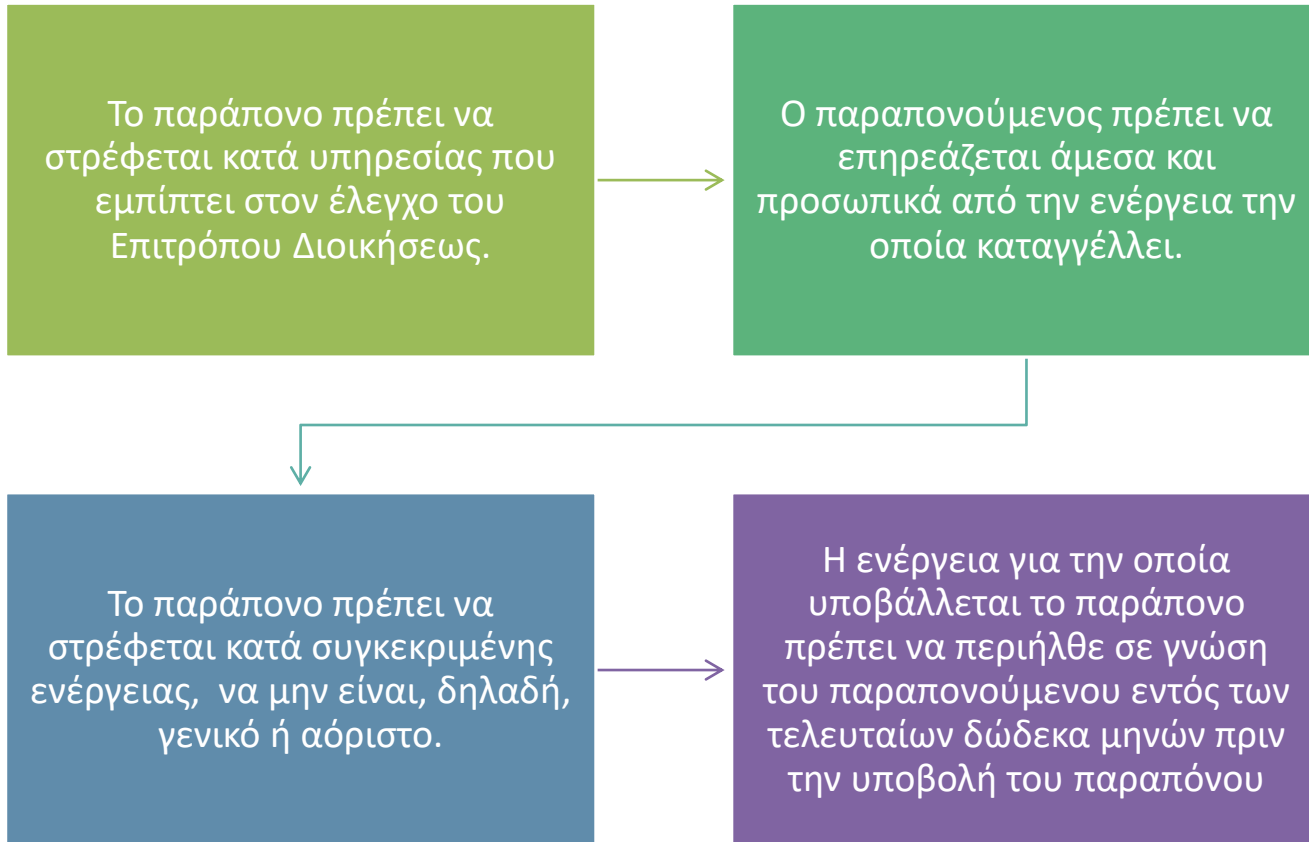 Το παράπονο πρέπει να
στρέφεται κατά υπηρεσίας που
εμπίπτει στον έλεγχο του
Επιτρόπου Διοικήσεως.
Ο παραπονούμενος πρέπει να
επηρεάζεται άμεσα και
προσωπικά από την ενέργεια την
οποία καταγγέλλει.
Το παράπονο πρέπει να
στρέφεται κατά συγκεκριμένης
ενέργειας,  να μην είναι, δηλαδή,
γενικό ή αόριστο.
Η ενέργεια για την οποία
υποβάλλεται το παράπονο
πρέπει να περιήλθε σε γνώση
του παραπονούμενου εντός των
τελευταίων δώδεκα μηνών πριν
την υποβολή του παραπόνου